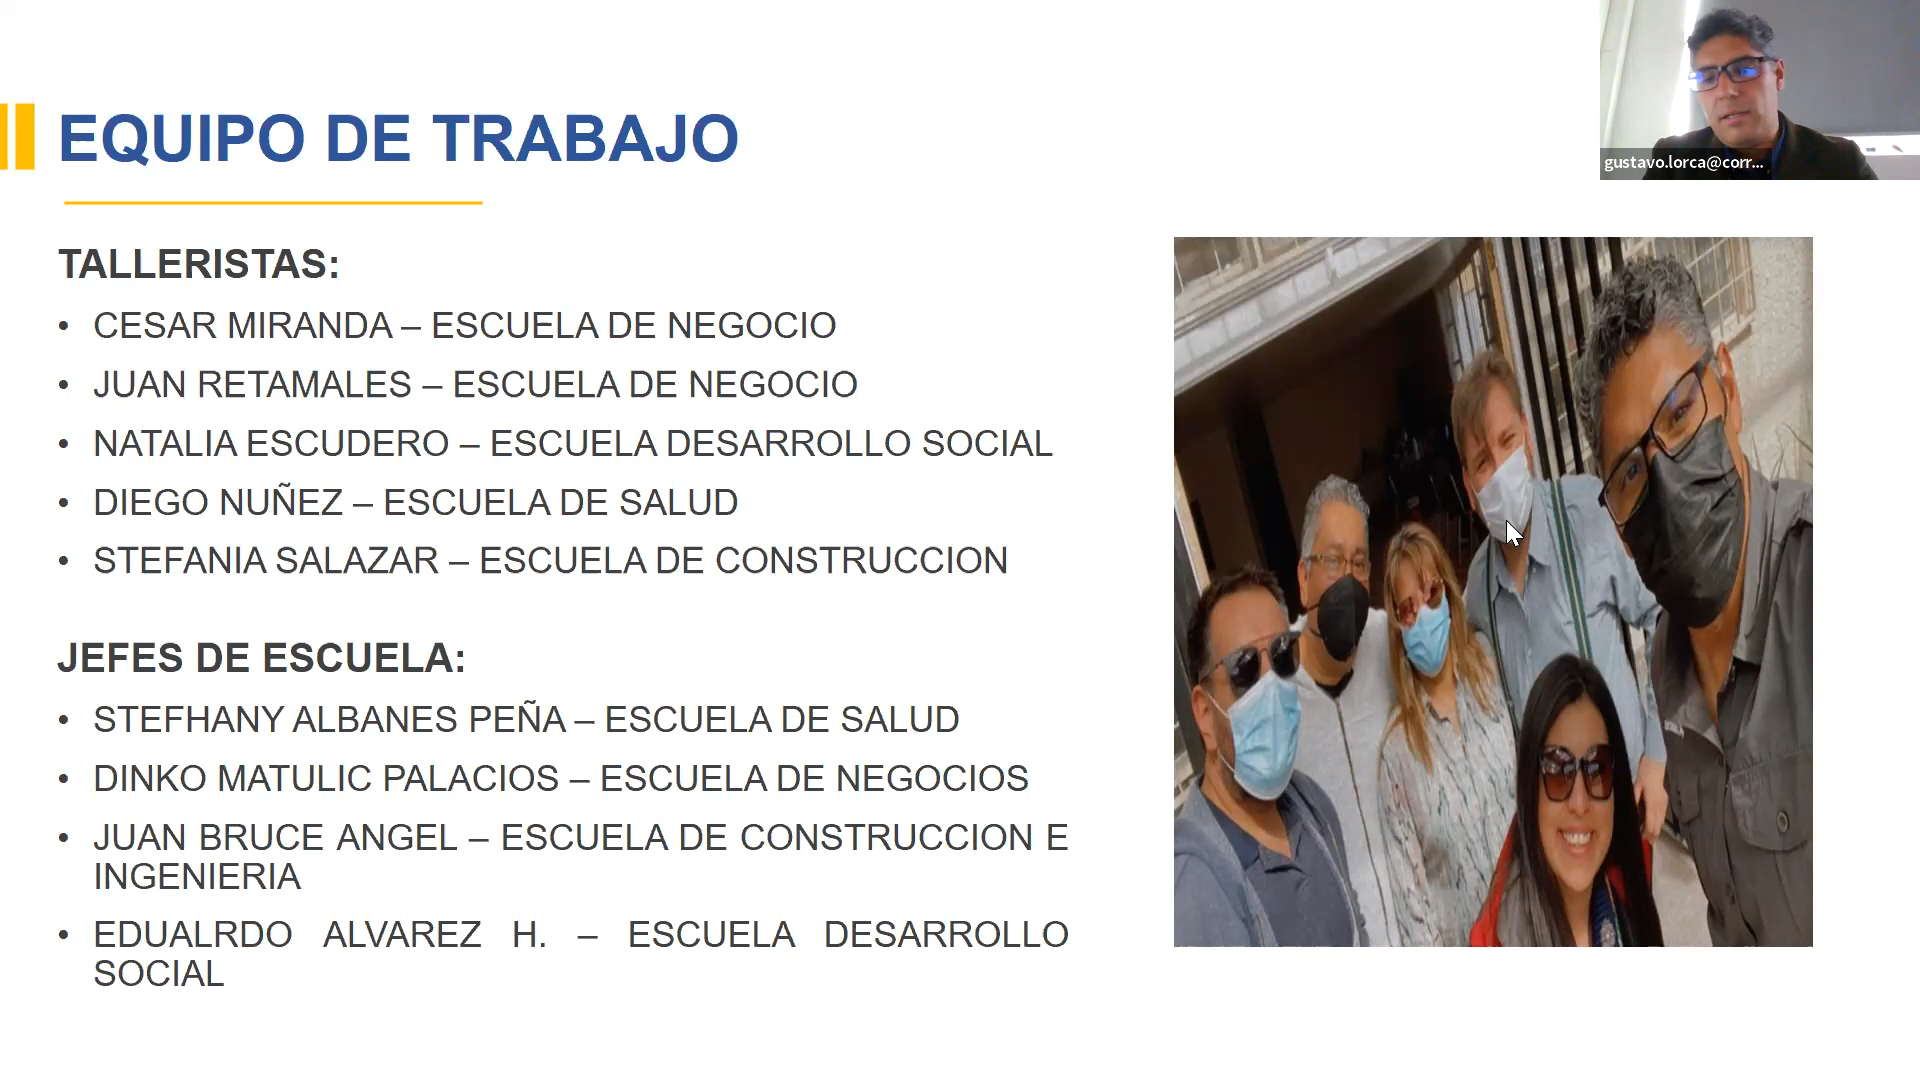 EQUIPO DE TRABAJO
gustavo.lorca@corr...
TALLERISTAS:
• CESAR MIRANDA – ESCUELA DE NEGOCIO
• JUAN RETAMALES – ESCUELA DE NEGOCIO
• NATALIA ESCUDERO – ESCUELA DESARROLLO SOCIAL
• DIEGO NUÑEZ – ESCUELA DE SALUD
• STEFANIA SALAZAR – ESCUELA DE CONSTRUCCION
JEFES DE ESCUELA:
• STEFHANY ALBANES PEÑA – ESCUELA DE SALUD
• DINKO MATULIC PALACIOS – ESCUELA DE NEGOCIOS
• JUAN BRUCE ANGEL – ESCUELA DE CONSTRUCCION E
INGENIERIA
• EDUALRDO ALVAREZ H. – ESCUELA DESARROLLO
SOCIAL